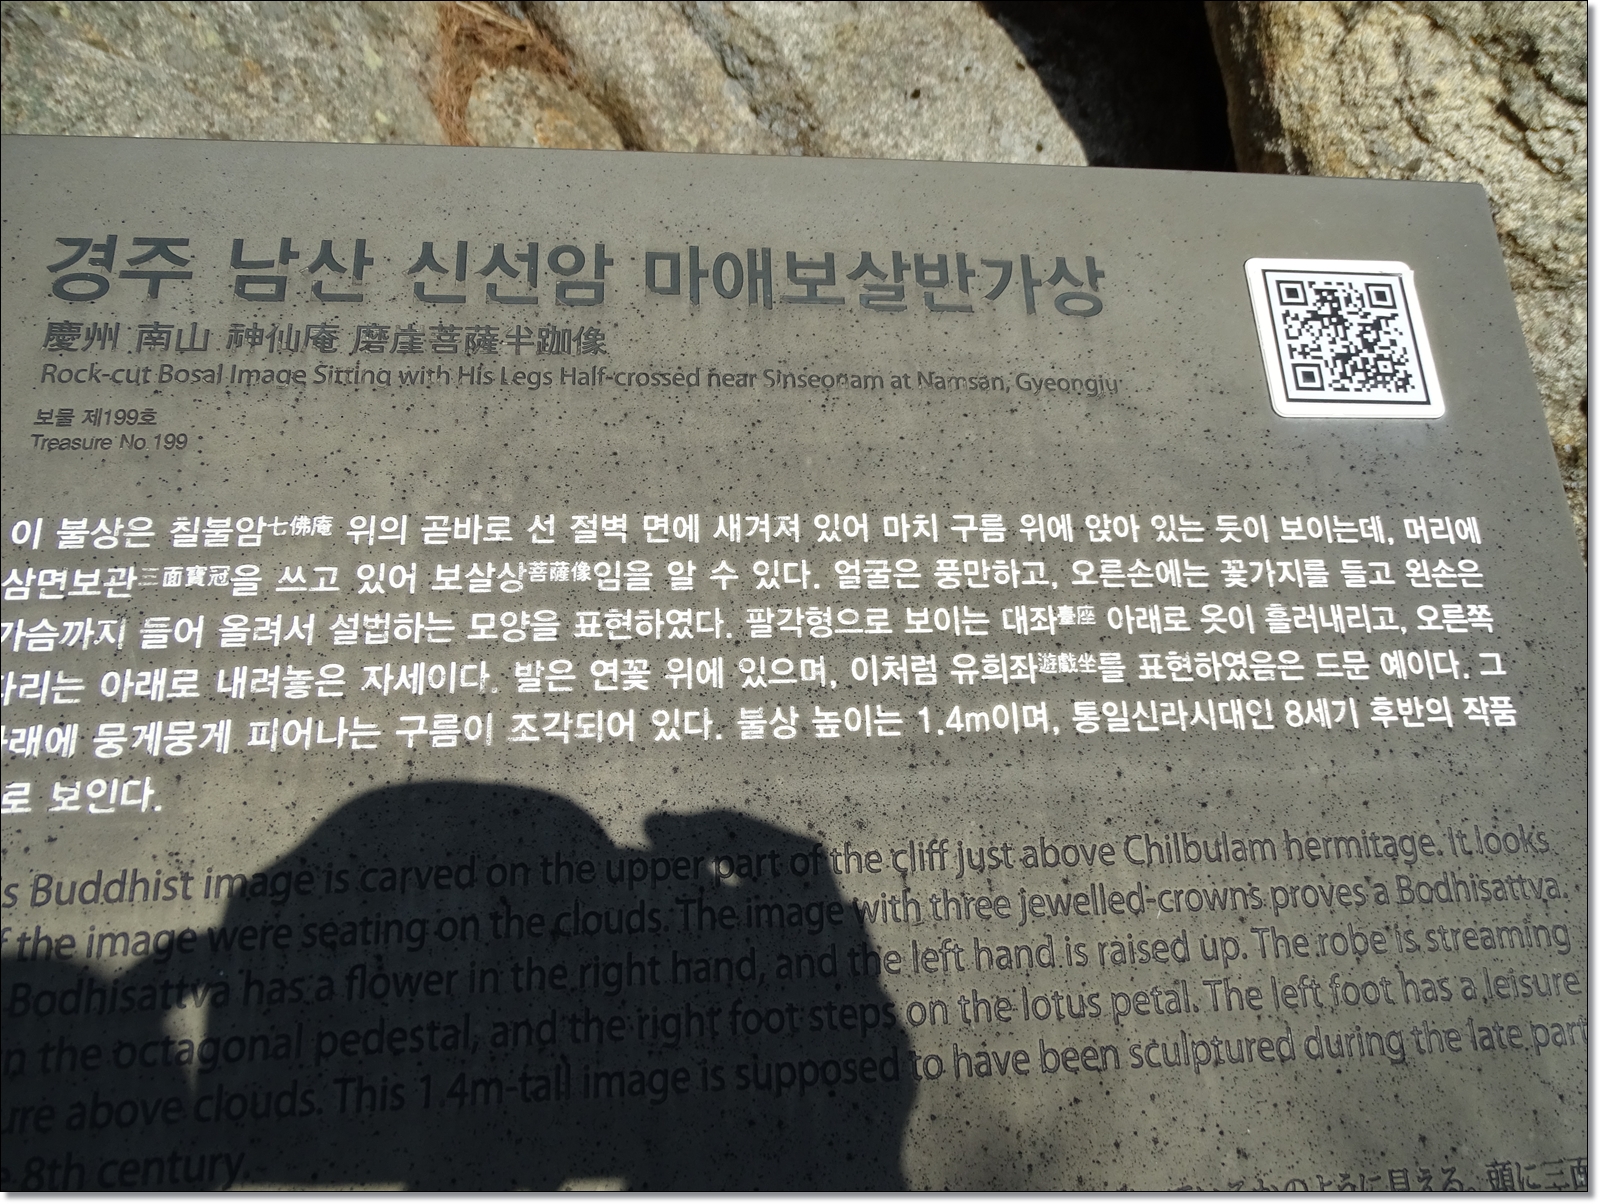 경주 남산 신선암 마애보살반가상
慶州 南山 神仙庵 磨崖菩薩半跏像
Rock-cut Bosal Image Sitting with His Legs Half-crossed near Sinseonam at Namsan, Gyeongju
보물 제199호
Treasure No.199
이 불상은 칠불암七佛庵 위의 곧바로 선 절벽 면에 새겨져 있어 마치 구름 위에 앉아 있는 듯이 보이는데, 머리에
삼면보관三面寶冠을 쓰고 있어 보살상菩薩像임을 알 수 있다. 얼굴은 풍만하고, 오른손에는 꽃가지를 들고 왼손은
가슴까지 들어 올려서 설법하는 모양을 표현하였다. 팔각형으로 보이는 대좌臺座 아래로 옷이 흘러내리고, 오른쪽
다리는 아래로 내려놓은 자세이다. 발은 연꽃 위에 있으며, 이처럼 유희좌遊戱坐를 표현하였음은 드문 예이다. 그
아래에 뭉게뭉게 피어나는 구름이 조각되어 있다. 불상 높이는 1.4m이며, 통일신라시대인 8세기 후반의 작품
로 보인다.
s Buddhist image is carved on the upper part of the cliff just above Chilbulam hermitage. It looks
f the image were seating on the clouds. The image with three jewelled-crowns proves a Bodhisattva.
Bodhisattva has a flower in the right hand, and the left hand is raised up. The robe is streaming
n the octagonal pedestal, and the right foot steps on the lotus petal. The left foot has a leisure
ure above clouds. This 1.4m-tall image is supposed to have been sculptured during the late part
8th century.
のように見える。頭に三面